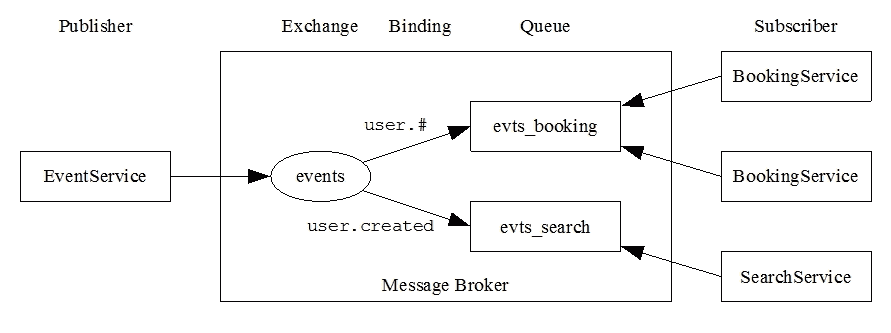 Publisher Exchange Binding Queue Subscriber
BookingService
user.# evts_booking
EventService events BookingService
user.created evts_search
SearchService
Message Broker